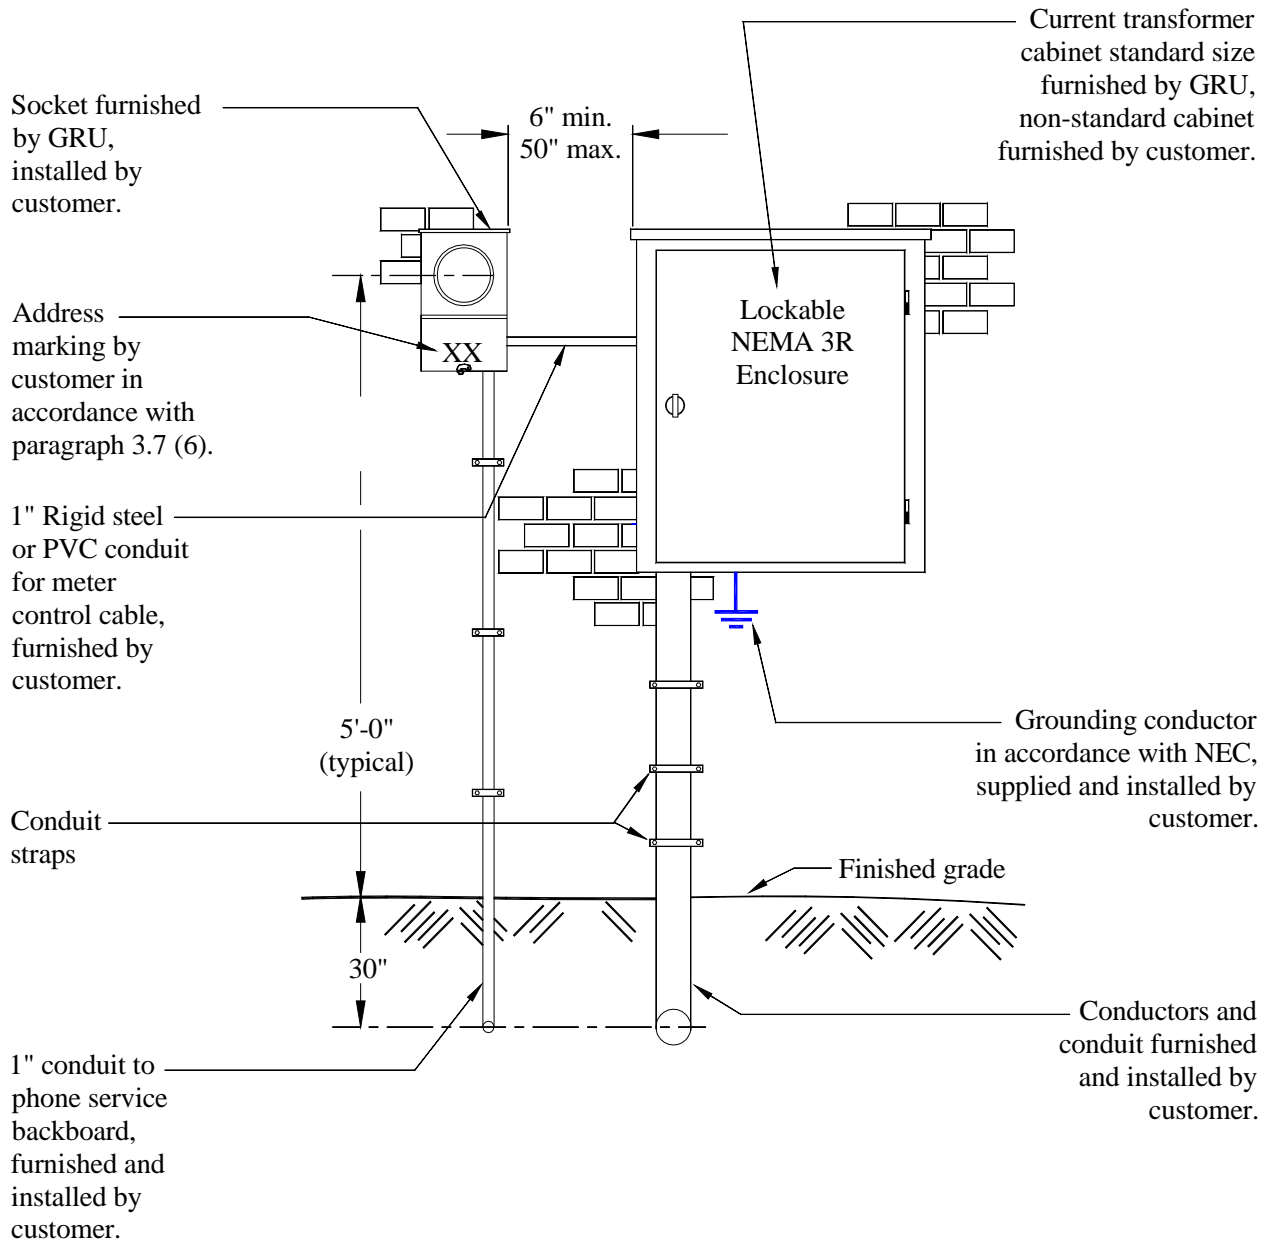 Current transformer
cabinet standard size
furnished by GRU,
non-standard cabinet
furnished by customer.
Socket furnished
by GRU,
installed by
customer.
6" min.
50" max.
Address
marking by
customer in
accordance with
paragraph 3.7 (6).
XX
Lockable
NEMA 3R
Enclosure
1" Rigid steel
or PVC conduit
for meter
control cable,
furnished by
customer.
5'-0"
(typical)
Grounding conductor
in accordance with NEC,
supplied and installed by
customer.
Conduit
straps
Finished grade
30"
Conductors and
conduit furnished
and installed by
customer.
1" conduit to
phone service
backboard,
furnished and
installed by
customer.